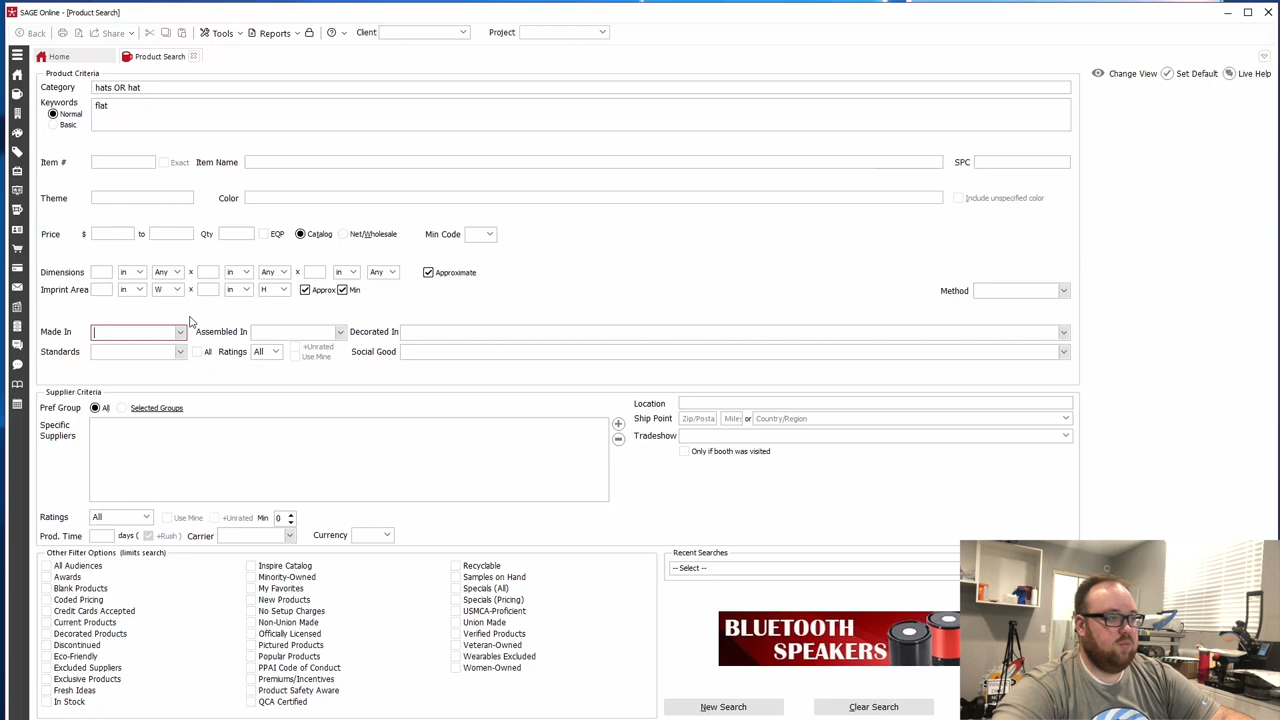 SAGE Online - [Product Search]
Back Share Tools Reports Client Project
Home Product Search
Change View Set Default Live Help
Product Criteria
Category hats OR hat
Keywords flat
Normal
Basic
Item # Exact Item Name SPC
Theme Color Include unspecified color
Price $ to Qty EQP Catalog Net/Wholesale Min Code
Dimensions in Any x in Any x in Any Approximate
Imprint Area in W x in H Approx Min Method
Made In Assembled In Decorated In
Standards All Ratings All +Unrated Use Mine Social Good
Supplier Criteria
Pref Group All Selected Groups Location
Specific Suppliers Ship Point Zip/Posta Mile: or Country/Region
Tradeshow
Only if booth was visited
Ratings All Use Mine +Unrated Min 0
Prod. Time days ( +Rush ) Carrier Currency
Other Filter Options (limits search) Recent Searches
All Audiences Inspire Catalog Recyclable -- Select --
Awards Minority-Owned Samples on Hand
Blank Products My Favorites Specials (All)
Coded Pricing New Products Specials (Pricing)
Credit Cards Accepted No Setup Charges USMCA-Proficient
Current Products Non-Union Made Union Made
Decorated Products Officially Licensed Verified Products
Discontinued Pictured Products Veteran-Owned
Eco-Friendly Popular Products Wearables Excluded
Excluded Suppliers PPAI Code of Conduct Women-Owned
Exclusive Products Premiums/Incentives
Fresh Ideas Product Safety Aware
In Stock QCA Certified
BLUETOOTH
SPEAKERS
New Search Clear Search